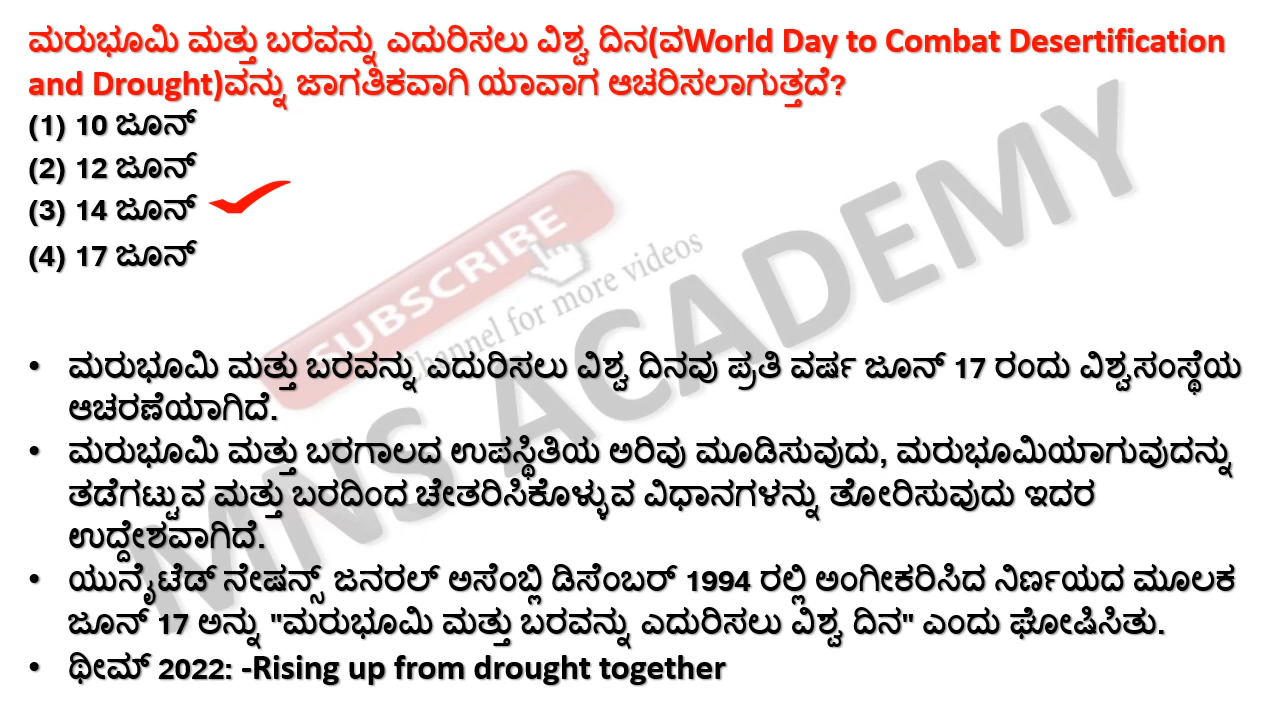 ಮರುಭೂಮಿ ಮತ್ತು ಬರವನ್ನು ಎದುರಿಸಲು ವಿಶ್ವ ದಿನ(ವWorld Day to Combat Desertification
and Drought)ವನ್ನು ಜಾಗತಿಕವಾಗಿ ಯಾವಾಗ ಆಚರಿಸಲಾಗುತ್ತದೆ?
(1) 10 ಜೂನ್
(2) 12 ಜೂನ್
(3) 14 ಜೂನ್
(4) 17 ಜೂನ್
SUBSCRIBE
Channel for more videos
MNS ACADEMY
• ಮರುಭೂಮಿ ಮತ್ತು ಬರವನ್ನು ಎದುರಿಸಲು ವಿಶ್ವ ದಿನವು ಪ್ರತಿ ವರ್ಷ ಜೂನ್ 17 ರಂದು ವಿಶ್ವಸಂಸ್ಥೆಯ
ಆಚರಣೆಯಾಗಿದೆ.
• ಮರುಭೂಮಿ ಮತ್ತು ಬರಗಾಲದ ಉಪಸ್ಥಿತಿಯ ಅರಿವು ಮೂಡಿಸುವುದು, ಮರುಭೂಮಿಯಾಗುವುದನ್ನು
ತಡೆಗಟ್ಟುವ ಮತ್ತು ಬರದಿಂದ ಚೇತರಿಸಿಕೊಳ್ಳುವ ವಿಧಾನಗಳನ್ನು ತೋರಿಸುವುದು ಇದರ
ಉದ್ದೇಶವಾಗಿದೆ.
• ಯುನೈಟೆಡ್ ನೇಷನ್ಸ್ ಜನರಲ್ ಅಸೆಂಬ್ಲಿ ಡಿಸೆಂಬರ್ 1994 ರಲ್ಲಿ ಅಂಗೀಕರಿಸಿದ ನಿರ್ಣಯದ ಮೂಲಕ
ಜೂನ್ 17 ಅನ್ನು "ಮರುಭೂಮಿ ಮತ್ತು ಬರವನ್ನು ಎದುರಿಸಲು ವಿಶ್ವ ದಿನ" ಎಂದು ಘೋಷಿಸಿತು.
• ಥೀಮ್ 2022: -Rising up from drought together